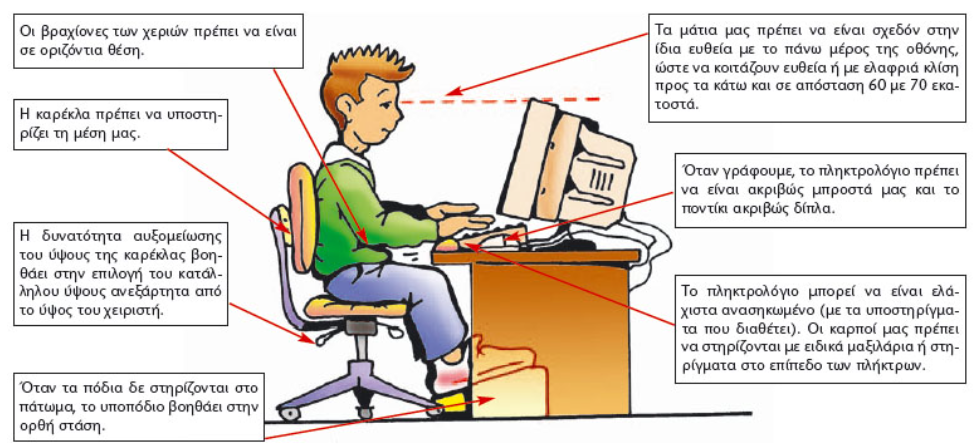 Οι βραχίονες των χεριών πρέπει να είναι
σε οριζόντια θέση.
Η καρέκλα πρέπει να υποστη-
ρίζει τη μέση μας.
Η δυνατότητα αυξομείωσης
του ύψους της καρέκλας βοη-
θάει στην επιλογή του κατάλ-
ληλου ύψους ανεξάρτητα από
το ύψος του χειριστή.
Όταν τα πόδια δε στηρίζονται στο
πάτωμα, το υποπόδιο βοηθάει στην
ορθή στάση.
Τα μάτια μας πρέπει να είναι σχεδόν στην
ίδια ευθεία με το πάνω μέρος της οθόνης,
ώστε να κοιτάζουν ευθεία ή με ελαφριά κλίση
προς τα κάτω και σε απόσταση 60 με 70 εκα-
τοστά.
Όταν γράφουμε, το πληκτρολόγιο πρέπει
να είναι ακριβώς μπροστά μας και το
ποντίκι ακριβώς δίπλα.
Το πληκτρολόγιο μπορεί να είναι ελά-
χιστα ανασηκωμένο (με τα υποστηρίγμα-
τα που διαθέτει). Οι καρποί μας πρέπει
να στηρίζονται με ειδικά μαξιλάρια ή στη-
ρίγματα στο επίπεδο των πλήκτρων.